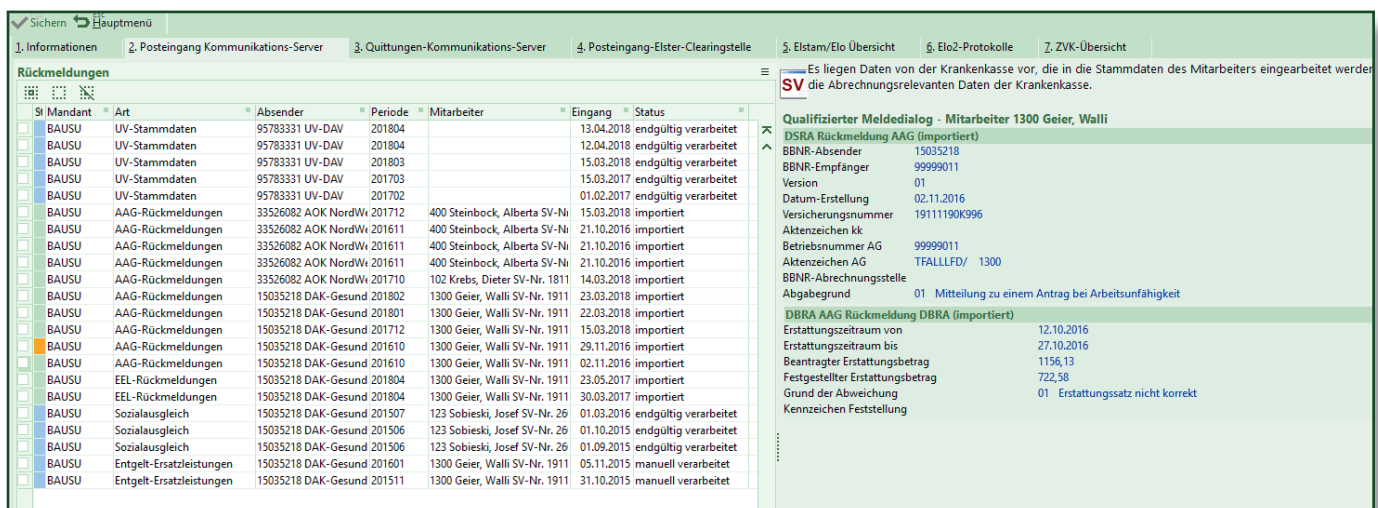 Sichern ESC Hauptmenü
1. Informationen 2. Posteingang Kommunikations-Server 3. Quittungen-Kommunikations-Server 4. Posteingang-Elster-Clearingstelle 5. Elstam/Elo Übersicht 6. Elo2-Protokolle 7. ZVK-Übersicht
Rückmeldungen
St Mandant Art Absender Periode Mitarbeiter Eingang Status
BAUSU UV-Stammdaten 95783331 UV-DAV 201804 13.04.2018 endgültig verarbeitet
BAUSU UV-Stammdaten 95783331 UV-DAV 201804 12.04.2018 endgültig verarbeitet
BAUSU UV-Stammdaten 95783331 UV-DAV 201803 15.03.2018 endgültig verarbeitet
BAUSU UV-Stammdaten 95783331 UV-DAV 201703 15.03.2017 endgültig verarbeitet
BAUSU UV-Stammdaten 95783331 UV-DAV 201702 01.02.2017 endgültig verarbeitet
BAUSU AAG-Rückmeldungen 33526082 AOK NordWe 201712 400 Steinbock, Alberta SV-Nr 15.03.2018 importiert
BAUSU AAG-Rückmeldungen 33526082 AOK NordWe 201611 400 Steinbock, Alberta SV-Nr 21.10.2016 importiert
BAUSU AAG-Rückmeldungen 33526082 AOK NordWe 201611 400 Steinbock, Alberta SV-Nr 21.10.2016 importiert
BAUSU AAG-Rückmeldungen 33526082 AOK NordWe 201611 400 Steinbock, Alberta SV-Nr 21.10.2016 importiert
BAUSU AAG-Rückmeldungen 33526082 AOK NordWe 201710 102 Krebs, Dieter SV-Nr. 1811 14.03.2018 importiert
BAUSU AAG-Rückmeldungen 15035218 DAK-Gesund 201802 1300 Geier, Walli SV-Nr. 1911 23.03.2018 importiert
BAUSU AAG-Rückmeldungen 15035218 DAK-Gesund 201801 1300 Geier, Walli SV-Nr. 1911 22.03.2018 importiert
BAUSU AAG-Rückmeldungen 15035218 DAK-Gesund 201712 1300 Geier, Walli SV-Nr. 1911 15.03.2018 importiert
BAUSU AAG-Rückmeldungen 15035218 DAK-Gesund 201610 1300 Geier, Walli SV-Nr. 1911 29.11.2016 importiert
BAUSU AAG-Rückmeldungen 15035218 DAK-Gesund 201610 1300 Geier, Walli SV-Nr. 1911 02.11.2016 importiert
BAUSU EEL-Rückmeldungen 15035218 DAK-Gesund 201804 1300 Geier, Walli SV-Nr. 1911 23.05.2017 importiert
BAUSU EEL-Rückmeldungen 15035218 DAK-Gesund 201804 1300 Geier, Walli SV-Nr. 1911 30.03.2017 importiert
BAUSU Sozialausgleich 15035218 DAK-Gesund 201507 123 Sobieski, Josef SV-Nr. 26 01.03.2016 endgültig verarbeitet
BAUSU Sozialausgleich 15035218 DAK-Gesund 201506 123 Sobieski, Josef SV-Nr. 26 01.10.2015 endgültig verarbeitet
BAUSU Sozialausgleich 15035218 DAK-Gesund 201506 123 Sobieski, Josef SV-Nr. 26 01.09.2015 endgültig verarbeitet
BAUSU Entgelt-Ersatzleistungen 15035218 DAK-Gesund 201601 1300 Geier, Walli SV-Nr. 1911 05.11.2015 manuell verarbeitet
BAUSU Entgelt-Ersatzleistungen 15035218 DAK-Gesund 201511 1300 Geier, Walli SV-Nr. 1911 31.10.2015 manuell verarbeitet
SV
Es liegen Daten von der Krankenkasse vor, die in die Stammdaten des Mitarbeiters eingearbeitet werden
die Abrechnungsrelevanten Daten der Krankenkasse.
Qualifizierter Meldedialog - Mitarbeiter 1300 Geier, Walli
DSRA Rückmeldung AAG (importiert)
BBNR-Absender 15035218
BBNR-Empfänger 99999011
Version 01
Datum-Erstellung 02.11.2016
Versicherungsnummer 19111190K996
Aktenzeichen kk
Betriebsnummer AG 99999011
Aktenzeichen AG TFALLLFD/ 1300
BBNR-Abrechnungsstelle
Abgabegrund 01 Mitteilung zu einem Antrag bei Arbeitsunfähigkeit
DBRA AAG Rückmeldung DBRA (importiert)
Erstattungszeitraum von 12.10.2016
Erstattungszeitraum bis 27.10.2016
Beantragter Erstattungsbetrag 1156,13
Festgestellter Erstattungsbetrag 722,58
Grund der Abweichung 01 Erstattungssatz nicht korrekt
Kennzeichen Feststellung